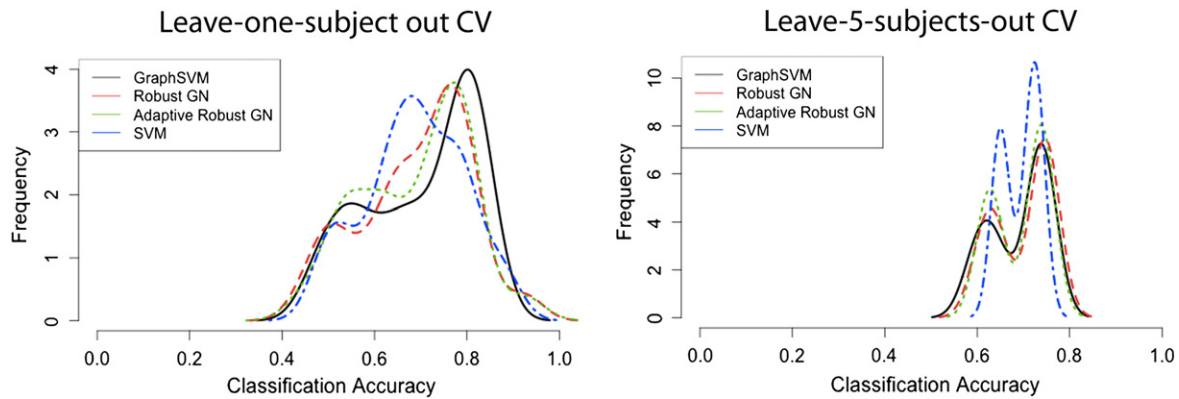 Leave-one-subject out CV
GraphSVM
Robust GN
Adaptive Robust GN
SVM
Frequency
0
1
2
3
4
0.0 0.2 0.4 0.6 0.8 1.0
Classification Accuracy
Leave-5-subjects-out CV
GraphSVM
Robust GN
Adaptive Robust GN
SVM
Frequency
0
2
4
6
8
10
0.0 0.2 0.4 0.6 0.8 1.0
Classification Accuracy